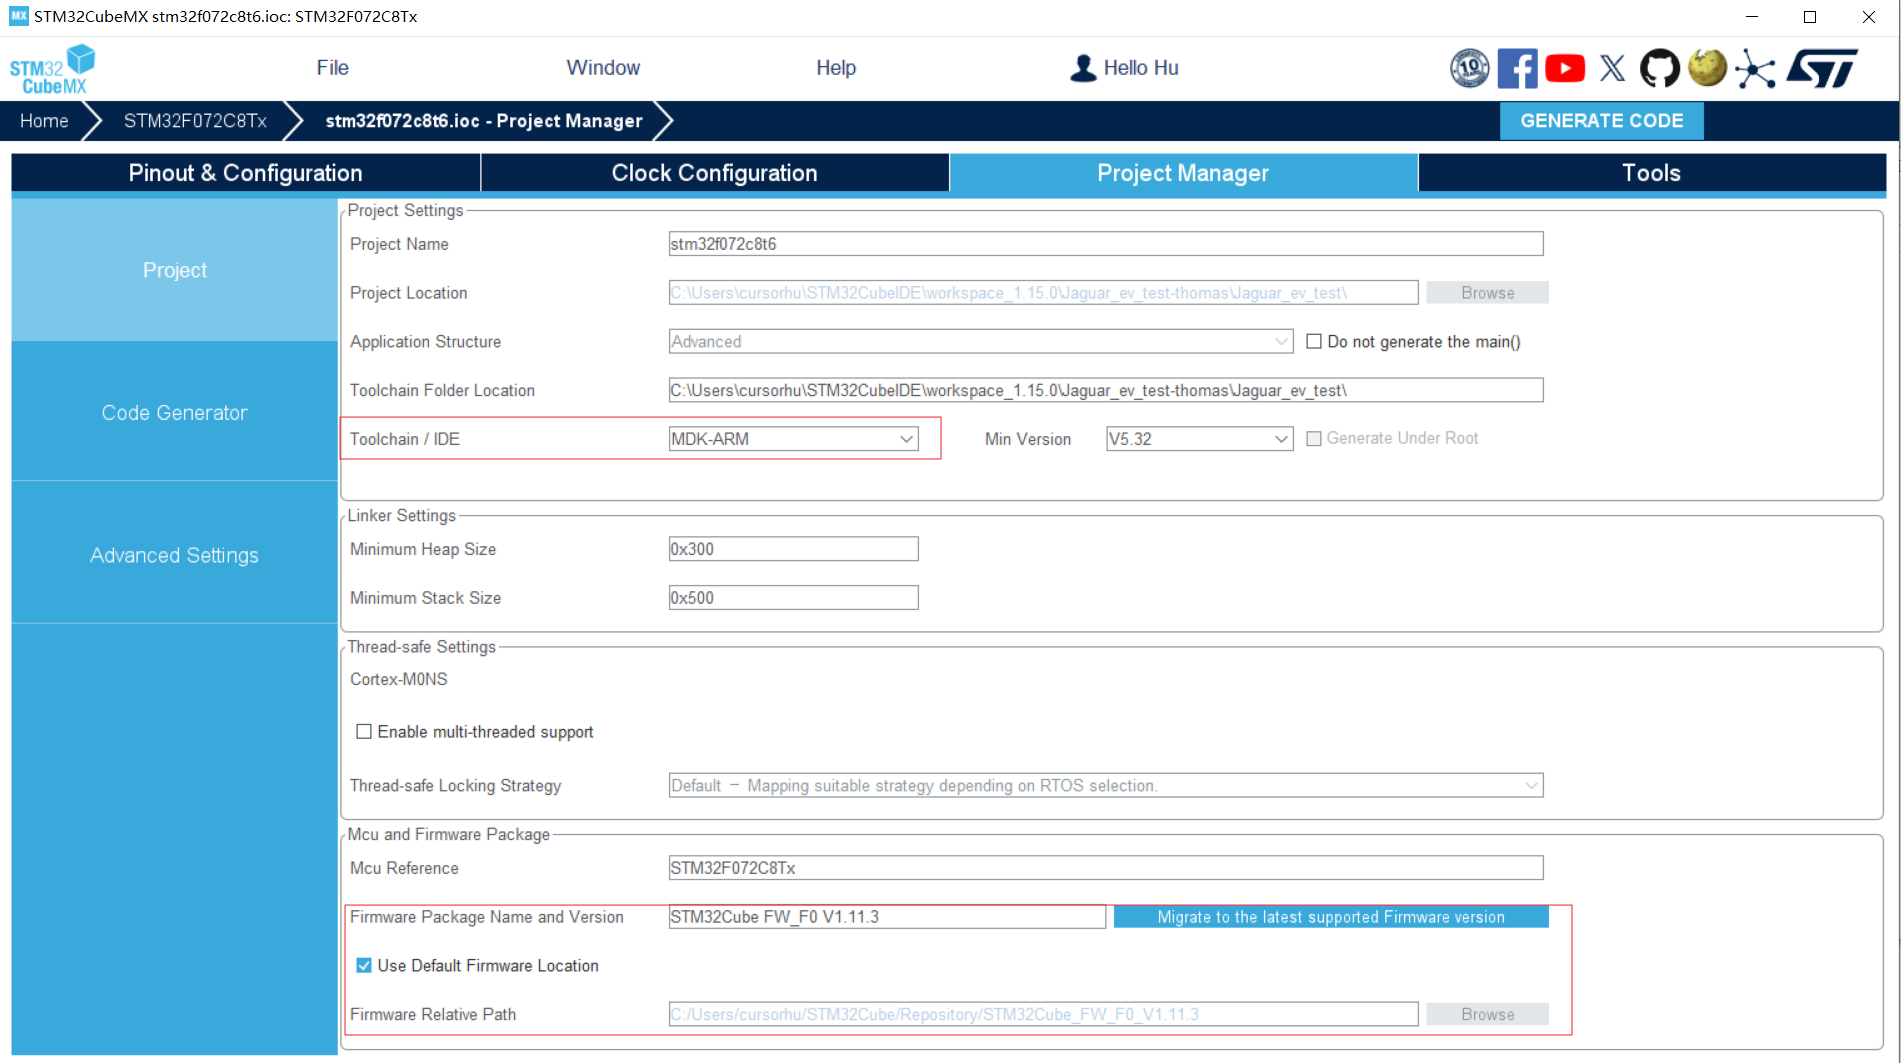 MX STM32CubeMX stm32f072c8t6.ioc: STM32F072C8Tx
STM32 CubeMX
File Window Help Hello Hu
10 YEARS
Home STM32F072C8Tx stm32f072c8t6.ioc - Project Manager GENERATE CODE
Pinout & Configuration Clock Configuration Project Manager Tools
Project
Code Generator
Advanced Settings
Project Settings
Project Name stm32f072c8t6
Project Location C:\Users\cursorhu\STM32CubeIDE\workspace_1.15.0\Jaguar_ev_test-thomas\Jaguar_ev_test\ Browse
Application Structure Advanced Do not generate the main()
Toolchain Folder Location C:\Users\cursorhu\STM32CubeIDE\workspace_1.15.0\Jaguar_ev_test-thomas\Jaguar_ev_test\
Toolchain / IDE MDK-ARM Min Version V5.32 Generate Under Root
Linker Settings
Minimum Heap Size 0x300
Minimum Stack Size 0x500
Thread-safe Settings
Cortex-M0NS
Enable multi-threaded support
Thread-safe Locking Strategy Default – Mapping suitable strategy depending on RTOS selection.
Mcu and Firmware Package
Mcu Reference STM32F072C8Tx
Firmware Package Name and Version STM32Cube FW_F0 V1.11.3 Migrate to the latest supported Firmware version
Use Default Firmware Location
Firmware Relative Path C:/Users/cursorhu/STM32Cube/Repository/STM32Cube_FW_F0_V1.11.3 Browse